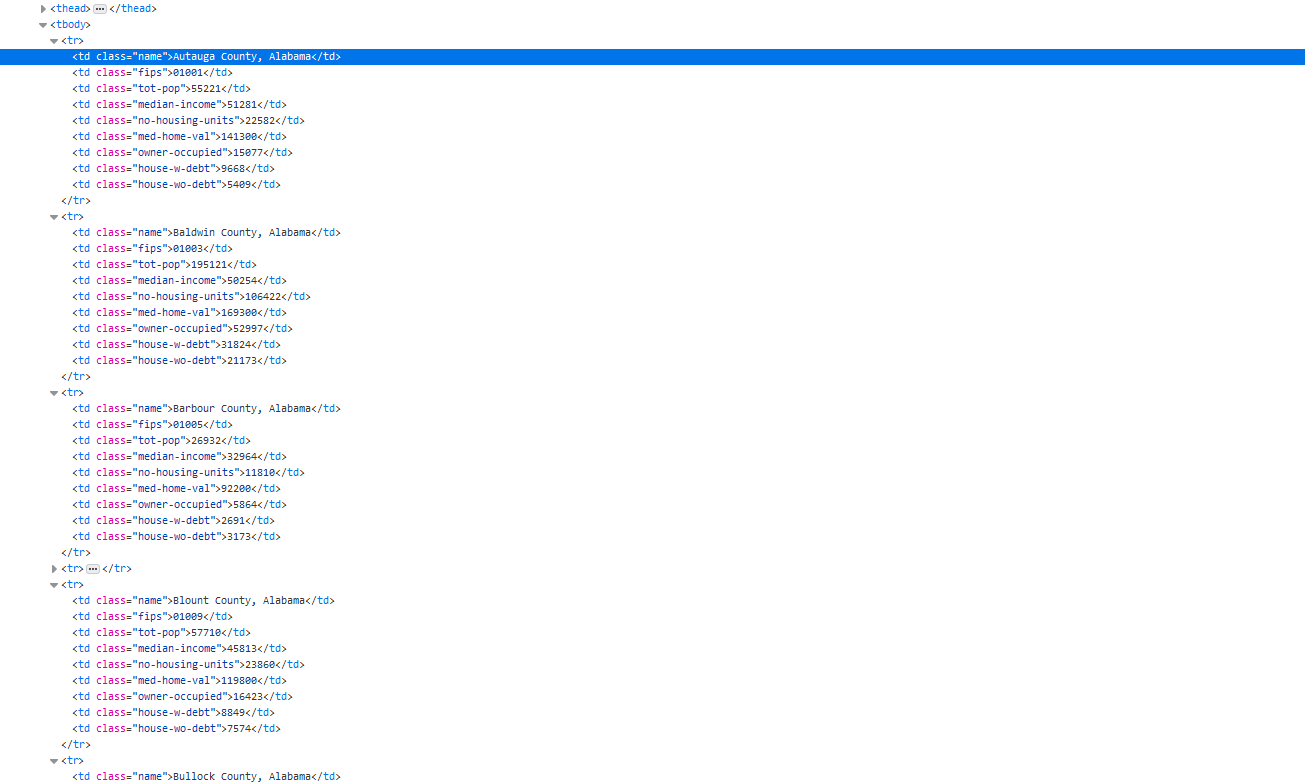 <thead> ••• </thead>
<tbody>
<tr>
<td class="name">Autauga County, Alabama</td>
<td class="fips">01001</td>
<td class="tot-pop">55221</td>
<td class="median-income">51281</td>
<td class="no-housing-units">22582</td>
<td class="med-home-val">141300</td>
<td class="owner-occupied">15077</td>
<td class="house-w-debt">9668</td>
<td class="house-wo-debt">5409</td>
</tr>
<tr>
<td class="name">Baldwin County, Alabama</td>
<td class="fips">01003</td>
<td class="tot-pop">195121</td>
<td class="median-income">50254</td>
<td class="no-housing-units">106422</td>
<td class="med-home-val">169300</td>
<td class="owner-occupied">52997</td>
<td class="house-w-debt">31824</td>
<td class="house-wo-debt">21173</td>
</tr>
<tr>
<td class="name">Barbour County, Alabama</td>
<td class="fips">01005</td>
<td class="tot-pop">26932</td>
<td class="median-income">32964</td>
<td class="no-housing-units">11810</td>
<td class="med-home-val">92200</td>
<td class="owner-occupied">5864</td>
<td class="house-w-debt">2691</td>
<td class="house-wo-debt">3173</td>
</tr>
<tr> ••• </tr>
<tr>
<td class="name">Blount County, Alabama</td>
<td class="fips">01009</td>
<td class="tot-pop">57710</td>
<td class="median-income">45813</td>
<td class="no-housing-units">23860</td>
<td class="med-home-val">119800</td>
<td class="owner-occupied">16423</td>
<td class="house-w-debt">8849</td>
<td class="house-wo-debt">7574</td>
</tr>
<tr>
<td class="name">Bullock County, Alabama</td>